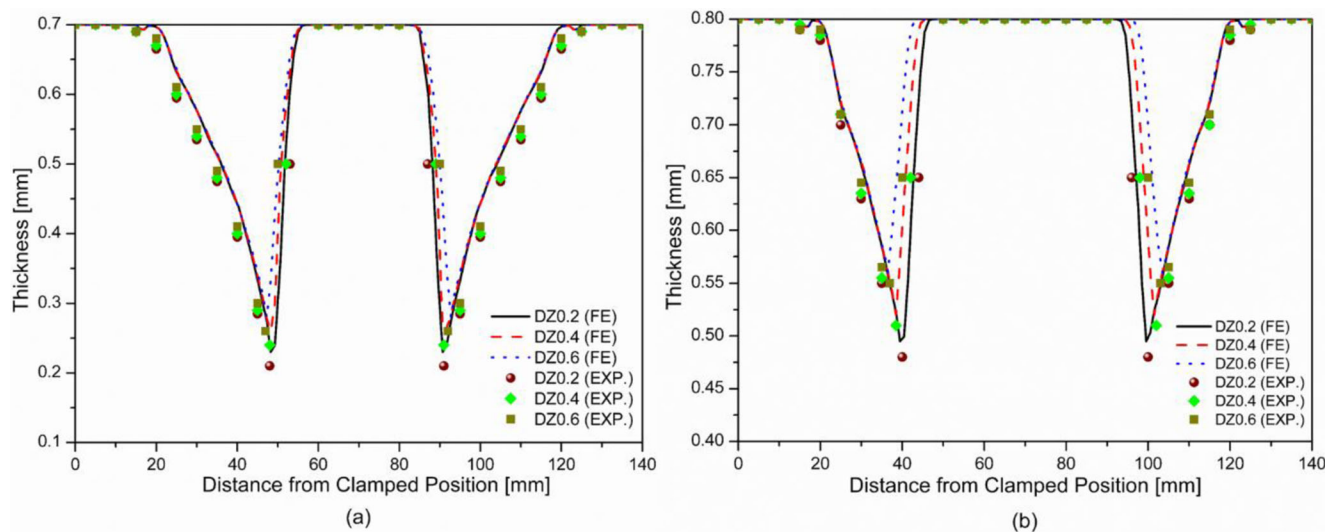 0.7
0.6
0.5
0.4
0.3
0.2
0.1
Thickness [mm]
DZ0.2 (FE)
DZ0.4 (FE)
DZ0.6 (FE)
DZ0.2 (EXP.)
DZ0.4 (EXP.)
DZ0.6 (EXP.)
0 20 40 60 80 100 120 140
Distance from Clamped Position [mm]
(a)
0.80
0.75
0.70
0.65
0.60
0.55
0.50
0.45
0.40
Thickness [mm]
DZ0.2 (FE)
DZ0.4 (FE)
DZ0.6 (FE)
DZ0.2 (EXP.)
DZ0.4 (EXP.)
DZ0.6 (EXP.)
0 20 40 60 80 100 120 140
Distance from Clamped Position [mm]
(b)